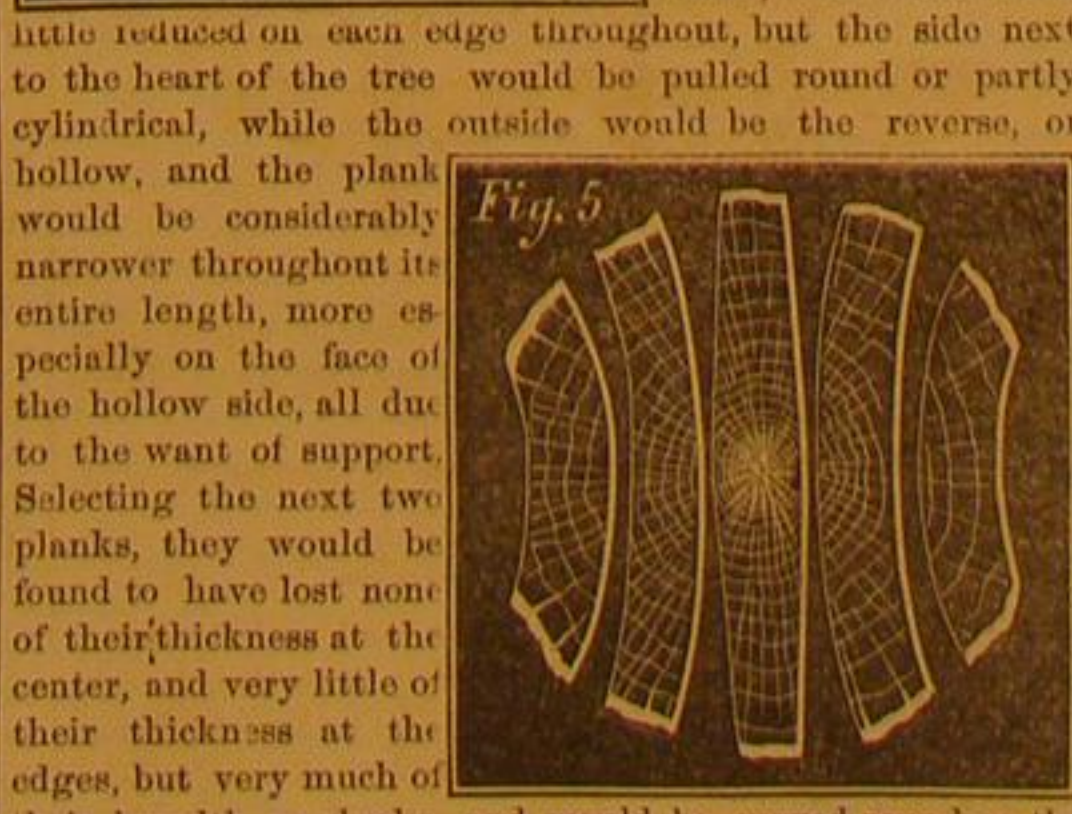 little reduced on each edge throughout, but the side next
to the heart of the tree would be pulled round or partly
cylindrical, while the outside would be the reverse, or
hollow, and the plank
would be considerably
narrower throughout its
entire length, more es-
pecially on the face of
the hollow side, all due
to the want of support.
Selecting the next two
planks, they would be
found to have lost none
of their thickness at the
center, and very little of
their thickness at the
edges, but very much of
Fig. 5